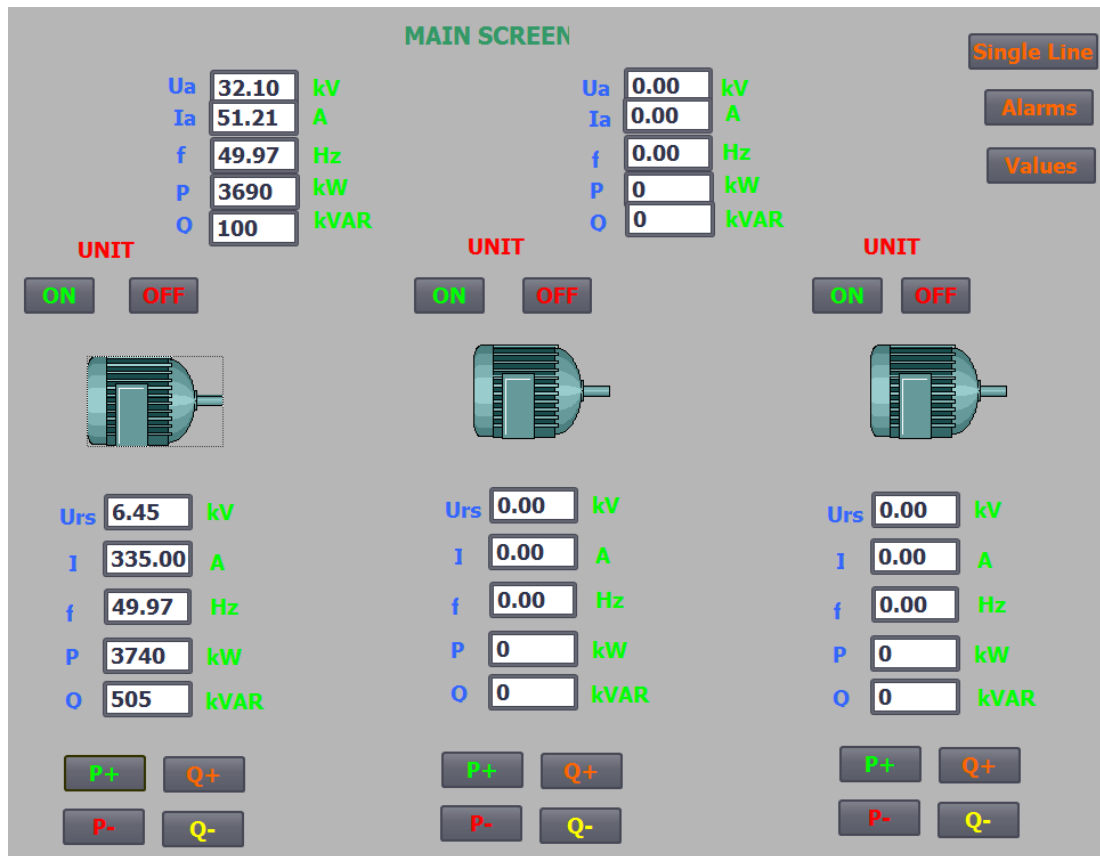 MAIN SCREEN
Single Line
Ua 32.10 kV Ua 0.00 kV
Ia 51.21 A Ia 0.00 A Alarms
f 49.97 Hz f 0.00 Hz Values
P 3690 kW P 0 kW
Q 100 kVAR Q 0 kVAR
UNIT UNIT UNIT
ON OFF ON OFF ON OFF
Urs 6.45 kV Urs 0.00 kV Urs 0.00 kV
I 335.00 A I 0.00 A I 0.00 A
f 49.97 Hz f 0.00 Hz f 0.00 Hz
P 3740 kW P 0 kW P 0 kW
Q 505 kVAR Q 0 kVAR Q 0 kVAR
P+ Q+ P+ Q+ P+ Q+
P- Q- P- Q- P- Q-